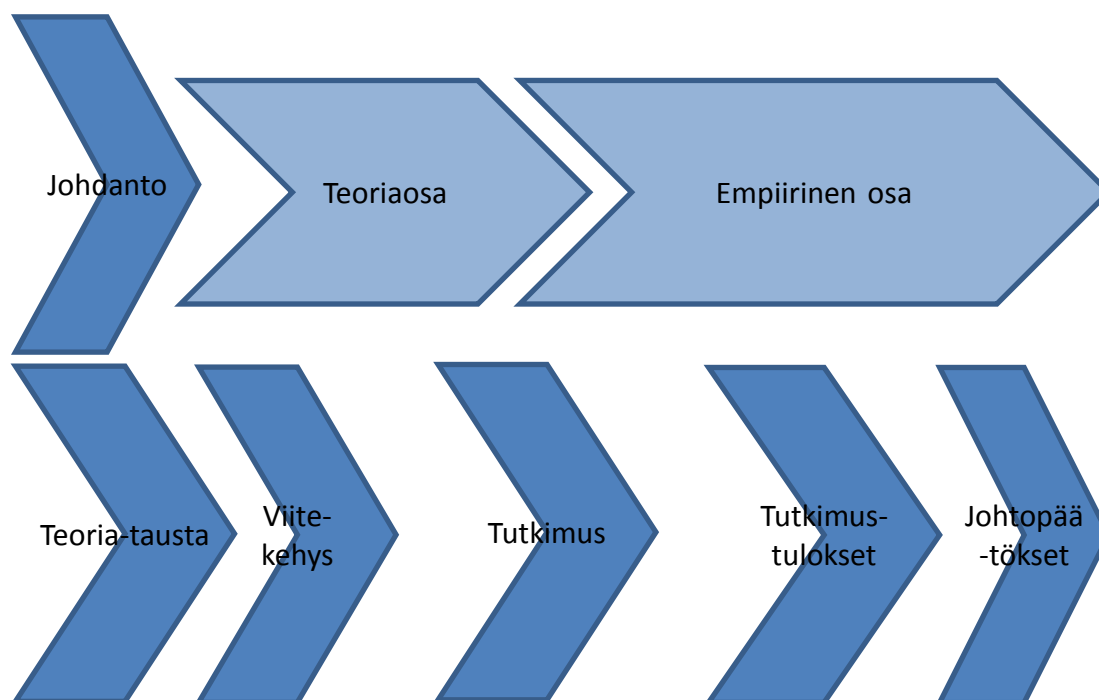 Johdanto
Teoriaosa
Empiirinen osa
Teoria-tausta
Viite-
kehys
Tutkimus
Tutkimus-
tulokset
Johtopää
-tökset